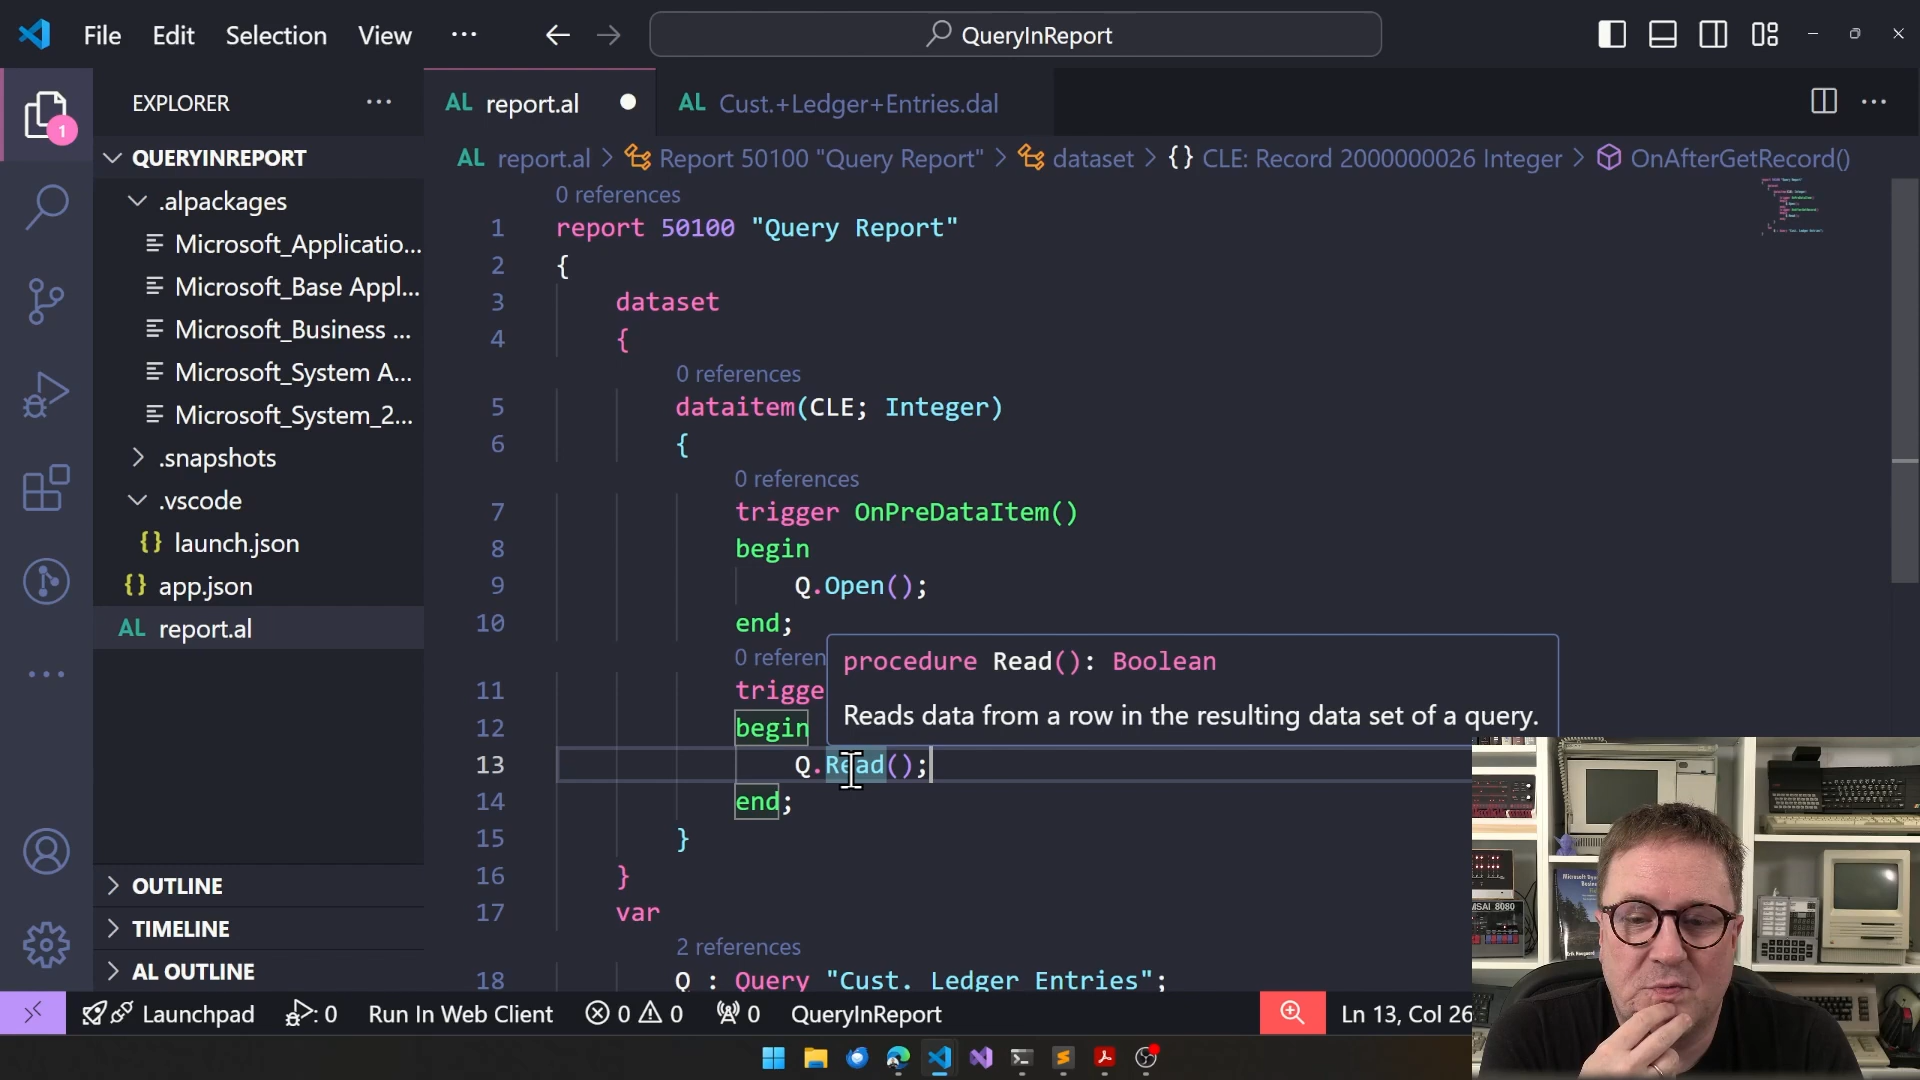 File Edit Selection View ··· QueryInReport
EXPLORER ···
AL report.al AL Cust.+Ledger+Entries.dal ···
1
QUERYINREPORT
AL report.al > Report 50100 "Query Report" > dataset > {} CLE: Record 2000000026 Integer > OnAfterGetRecord()
.alpackages
Microsoft_Applicatio...
Microsoft_Base Appl...
Microsoft_Business ...
Microsoft_System A...
Microsoft_System_2...
.snapshots
.vscode
{} launch.json
{} app.json
AL report.al
OUTLINE
TIMELINE
AL OUTLINE
0 references
1 report 50100 "Query Report"
2 {
3 dataset
4 {
0 references
5 dataitem(CLE; Integer)
6 {
0 references
7 trigger OnPreDataItem()
8 begin
9 Q.Open();
10 end;
0 referen
11 trigge
procedure Read(): Boolean
Reads data from a row in the resulting data set of a query.
12 begin
13 Q.Read();
14 end;
15 }
16 }
17 var
2 references
18 Q : Query "Cust. Ledger Entries";
Launchpad : 0 Run In Web Client 0 0 0 QueryInReport Ln 13, Col 26